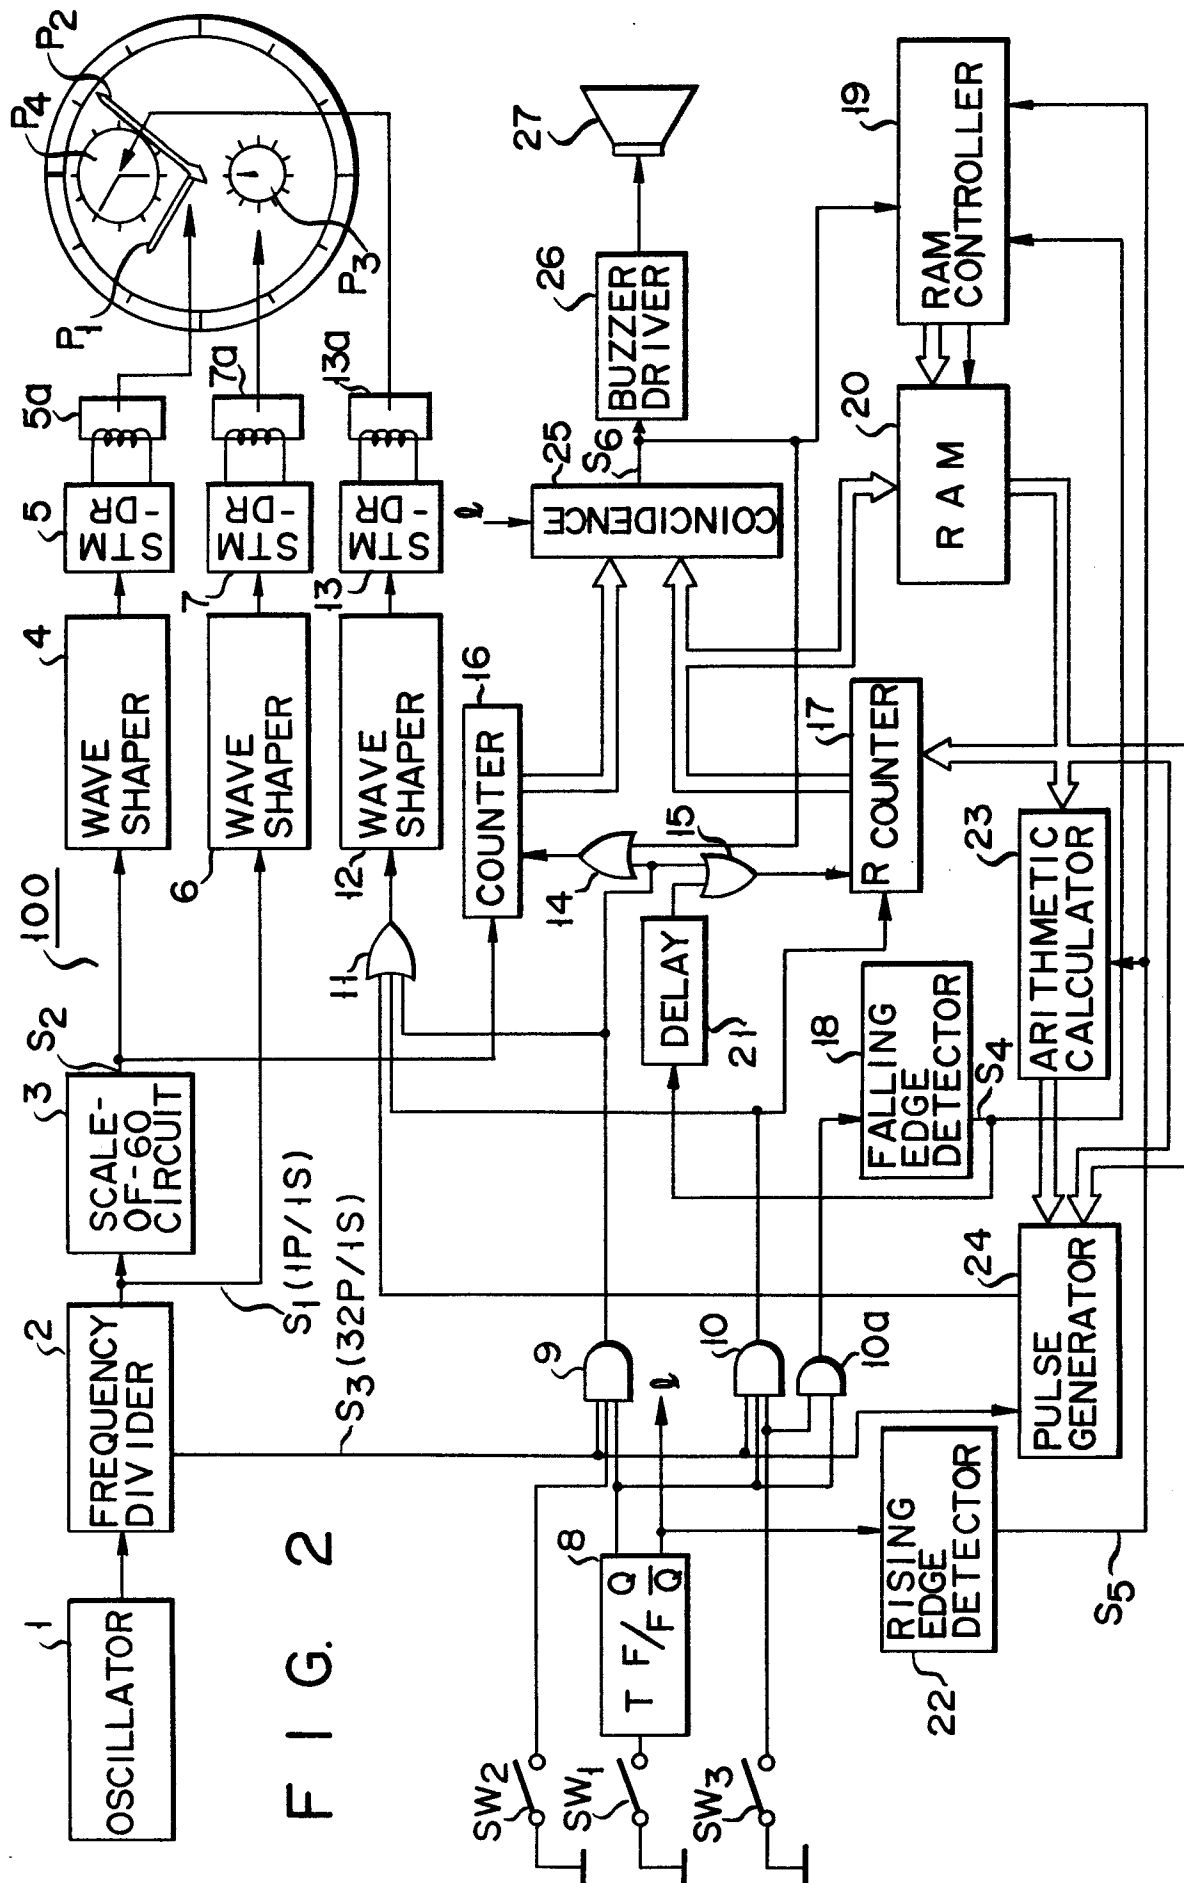 FIG. 2
100
1
OSCILLATOR
2
FREQUENCY
DIVIDER
3
SCALE-
OF-60
CIRCUIT
S2
4
WAVE
SHAPER
5
STM
-DR
5a
P1
P4
P2
P3
S1 (1P/1S)
6
WAVE
SHAPER
7
STM
-DR
7a
S3 (32P/1S)
11
12
WAVE
SHAPER
13
STM
-DR
13a
SW2
SW1
SW3
8
T F/F
Q
Q̅
9
ℓ
10
10a
14
15
16
COUNTER
17
R COUNTER
ℓ
25
COINCIDENCE
S6
26
BUZZER
DRIVER
27
21
DELAY
18
FALLING
EDGE
DETECTOR
S4
22
RISING
EDGE
DETECTOR
S5
24
PULSE
GENERATOR
23
ARITHMETIC
CALCULATOR
20
RAM
19
RAM
CONTROLLER